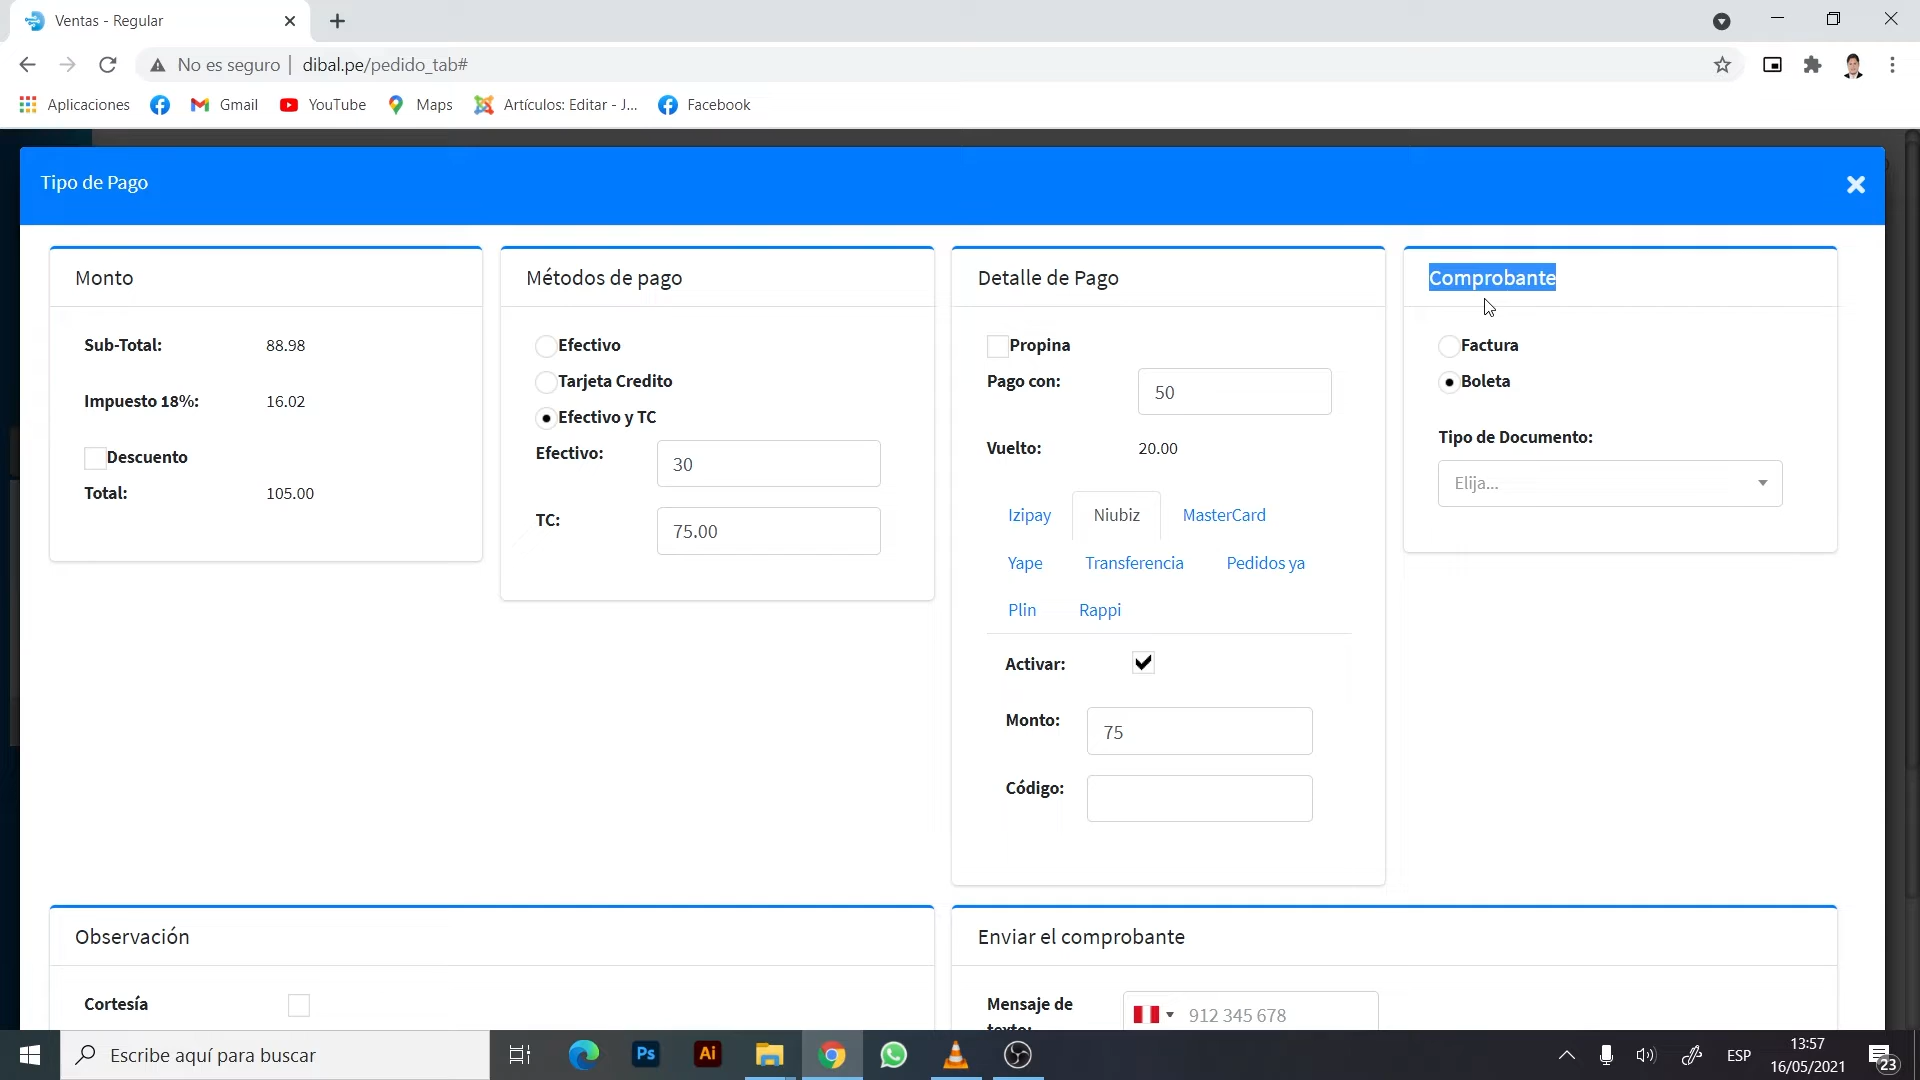 Ventas - Regular
No es seguro | dibal.pe/pedido_tab#
Aplicaciones Gmail YouTube Maps Artículos: Editar - J... Facebook
Tipo de Pago
Monto
Sub-Total: 88.98
Impuesto 18%: 16.02
Descuento
Total: 105.00
Métodos de pago
Efectivo
Tarjeta Credito
Efectivo y TC
Efectivo: 30
TC: 75.00
Detalle de Pago
Propina
Pago con: 50
Vuelto: 20.00
Izipay Niubiz MasterCard
Yape Transferencia Pedidos ya
Plin Rappi
Activar:
Monto: 75
Código:
Comprobante
Factura
Boleta
Tipo de Documento:
Elija...
Observación
Cortesía
Enviar el comprobante
Mensaje de
texto:
912 345 678
Escribe aquí para buscar
Ps
Ai
ESP
13:57
16/05/2021
23